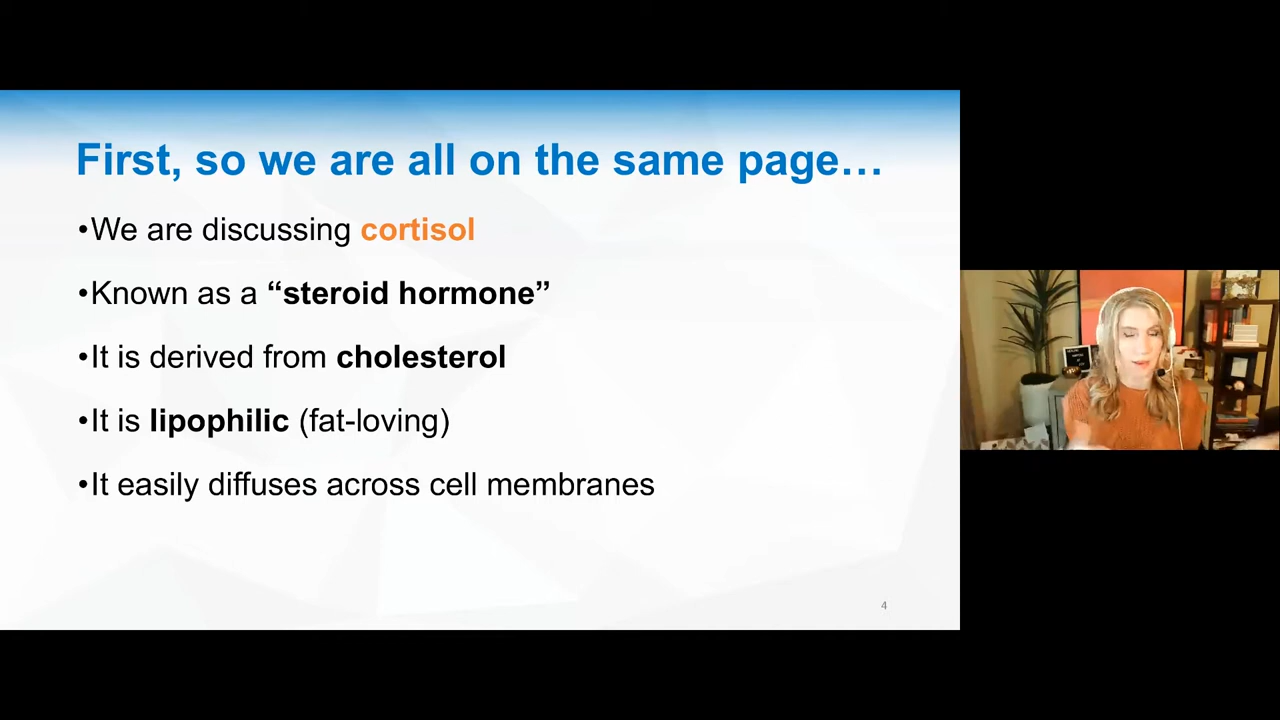 First, so we are all on the same page…
•We are discussing cortisol
•Known as a “steroid hormone”
•It is derived from cholesterol
•It is lipophilic (fat-loving)
•It easily diffuses across cell membranes
4